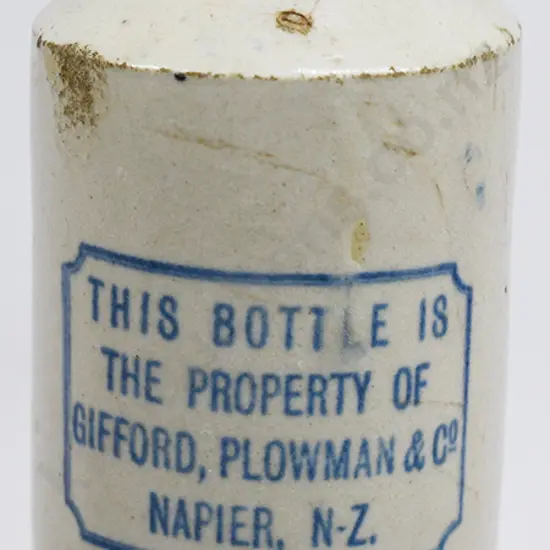 THIS BOTTLE IS
THE PROPERTY OF
GIFFORD, PLOWMAN & Cº
NAPIER, N-Z.